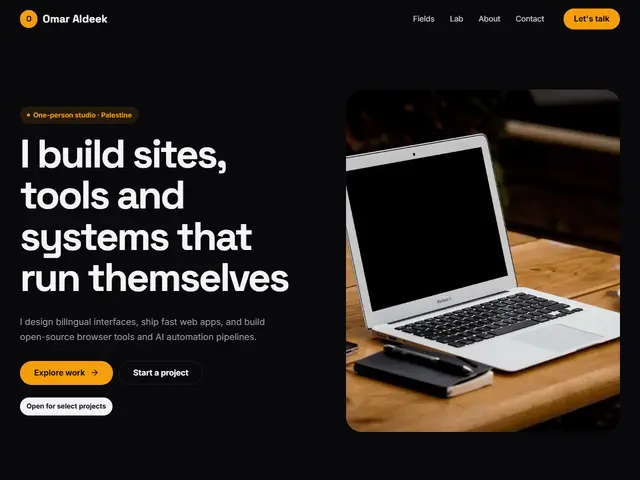 O Omar Aldeek
Fields Lab About Contact Let's talk
One-person studio · Palestine
I build sites,
tools and
systems that
run themselves
I design bilingual interfaces, ship fast web apps, and build
open-source browser tools and AI automation pipelines.
Explore work → Start a project
Open for select projects